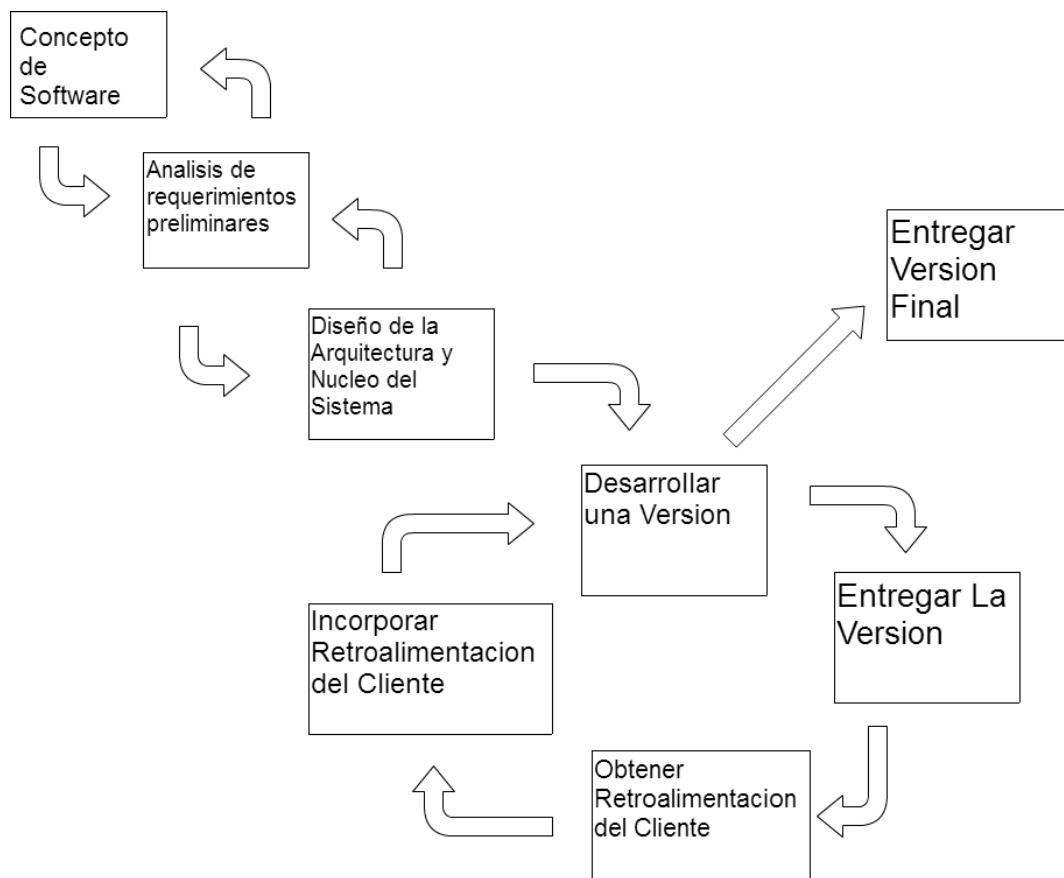 Concepto
de
Software
Analisis de
requerimientos
preliminares
Diseño de la
Arquitectura y
Nucleo del
Sistema
Entregar
Version
Final
Desarrollar
una Version
Entregar La
Version
Incorporar
Retroalimentacion
del Cliente
Obtener
Retroalimentacion
del Cliente